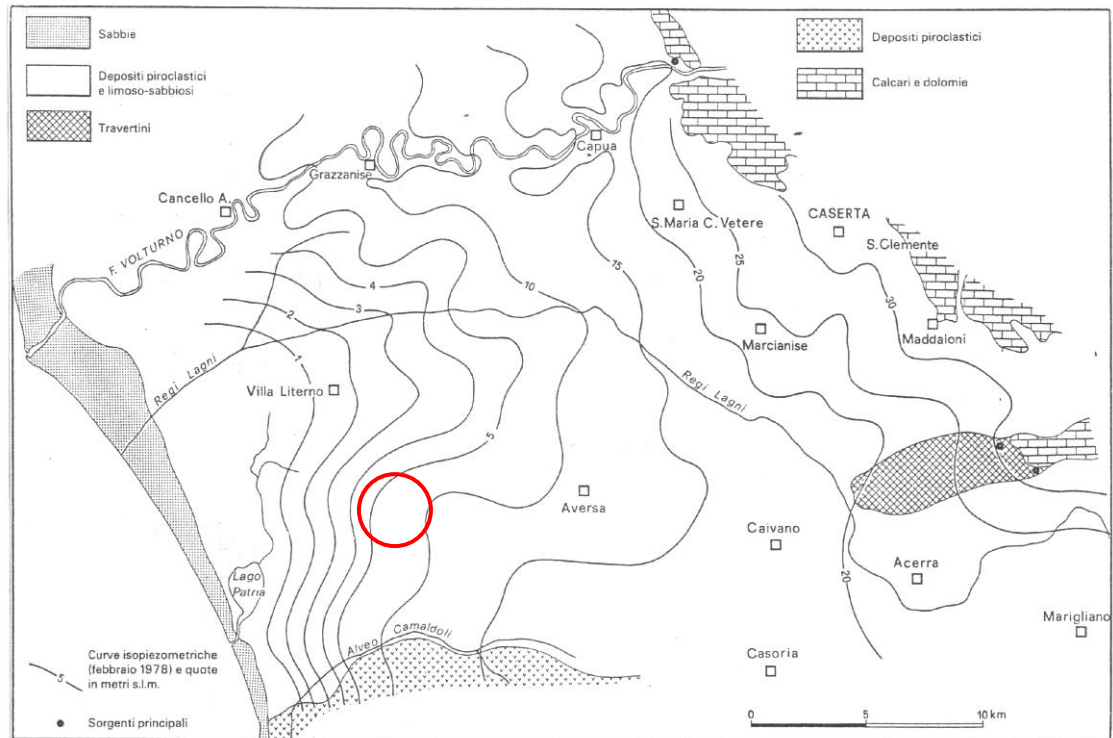 Sabbie
Depositi piroclastici
e limoso-sabbiosi
Travertini
Depositi piroclastici
Calcari e dolomie
Capua
Grazzanise
Cancello A.
F. VOLTURNO
S. Maria C. Vetere
CASERTA
S. Clemente
15
20
25
30
10
4
3
2
1
5
Marcianise
Maddaloni
Regi Lagni
Regi Lagni
Villa Literno
Aversa
Caivano
Acerra
20
Lago
Patria
Alveo Camaldoli
Marigliano
Casoria
Curve isopiezometriche
(febbraio 1978) e quote
in metri s.l.m.
5
Sorgenti principali
0 5 10 km